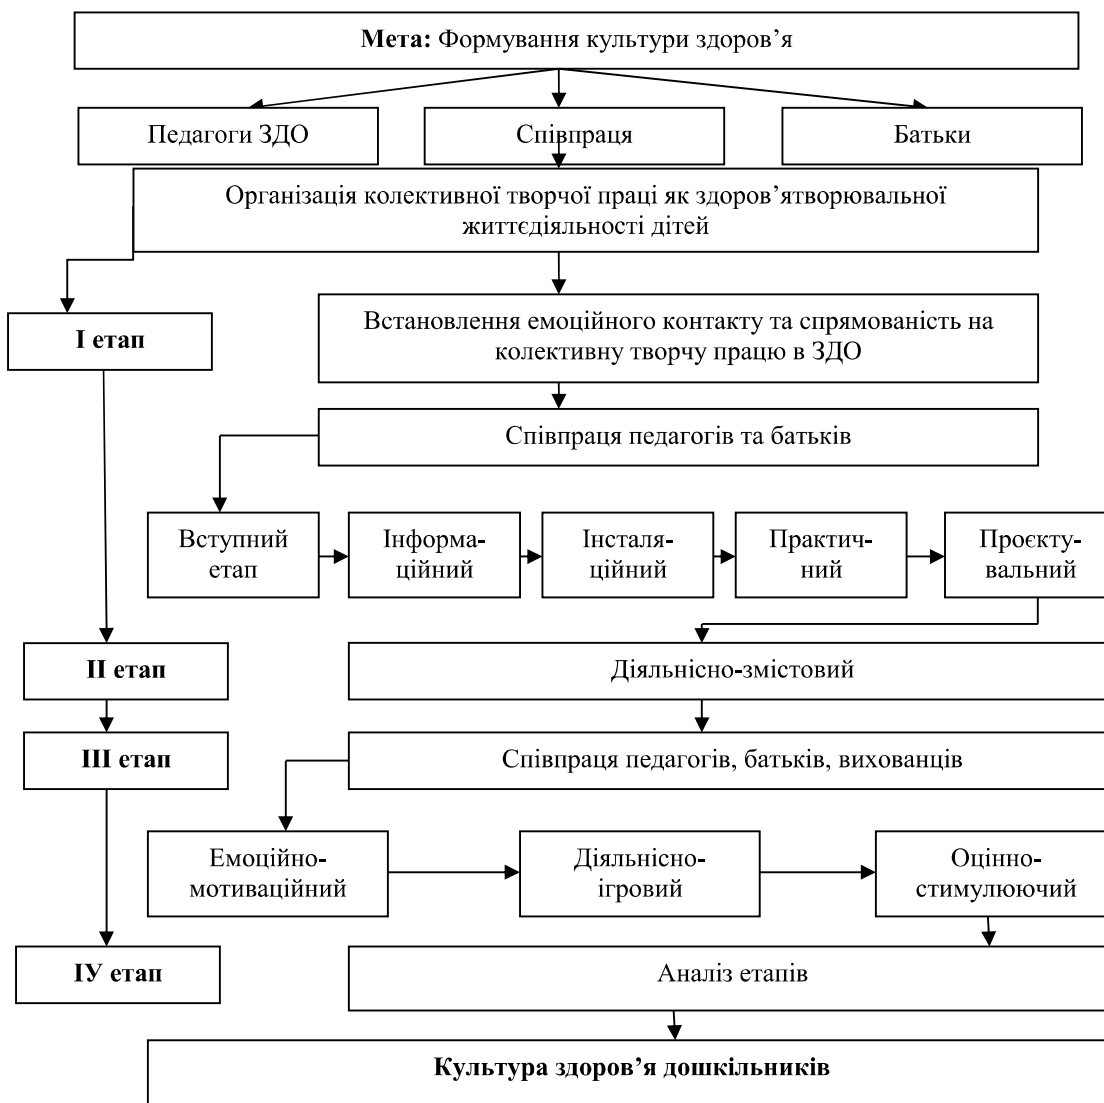 Мета: Формування культури здоров’я
Педагоги ЗДО
Співпраця
Батьки
Організація колективної творчої праці як здоров’ятворювальної
життєдіяльності дітей
І етап
Встановлення емоційного контакту та спрямованість на
колективну творчу працю в ЗДО
Співпраця педагогів та батьків
Вступний
етап
Інформа-
ційний
Інсталя-
ційний
Практич-
ний
Проєкту-
вальний
ІІ етап
Діяльнісно-змістовий
ІІІ етап
Співпраця педагогів, батьків, вихованців
Емоційно-
мотиваційний
Діяльнісно-
ігровий
Оцінно-
стимулюючий
ІУ етап
Аналіз етапів
Культура здоров’я дошкільників